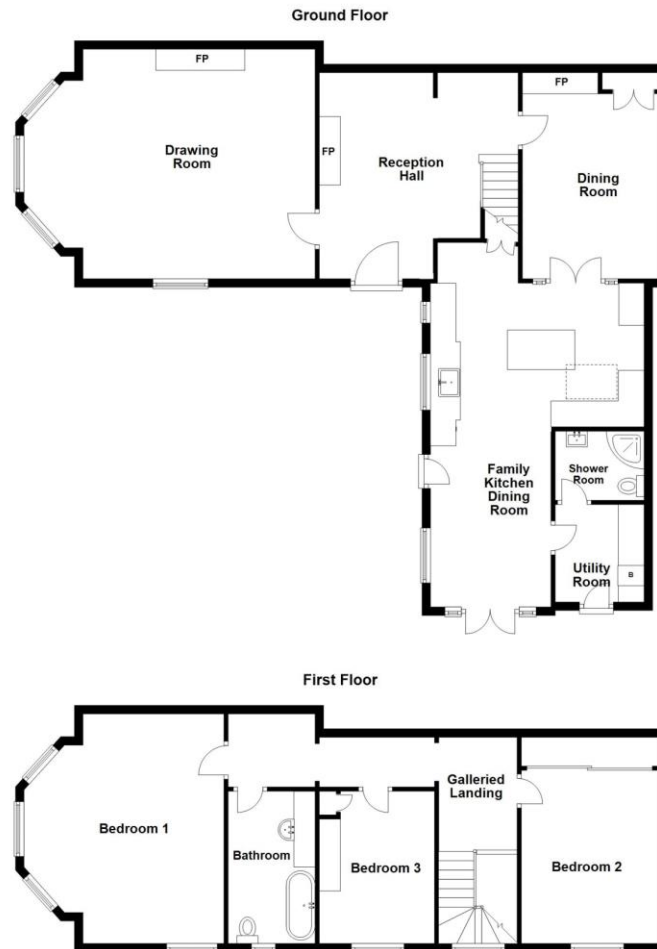 Ground Floor
FP
FP
FP
Drawing
Room
Reception
Hall
Dining
Room
Family
Kitchen
Dining
Room
Shower
Room
Utility
Room
B
First Floor
Galleried
Landing
Bedroom 1
Bathroom
Bedroom 3
Bedroom 2